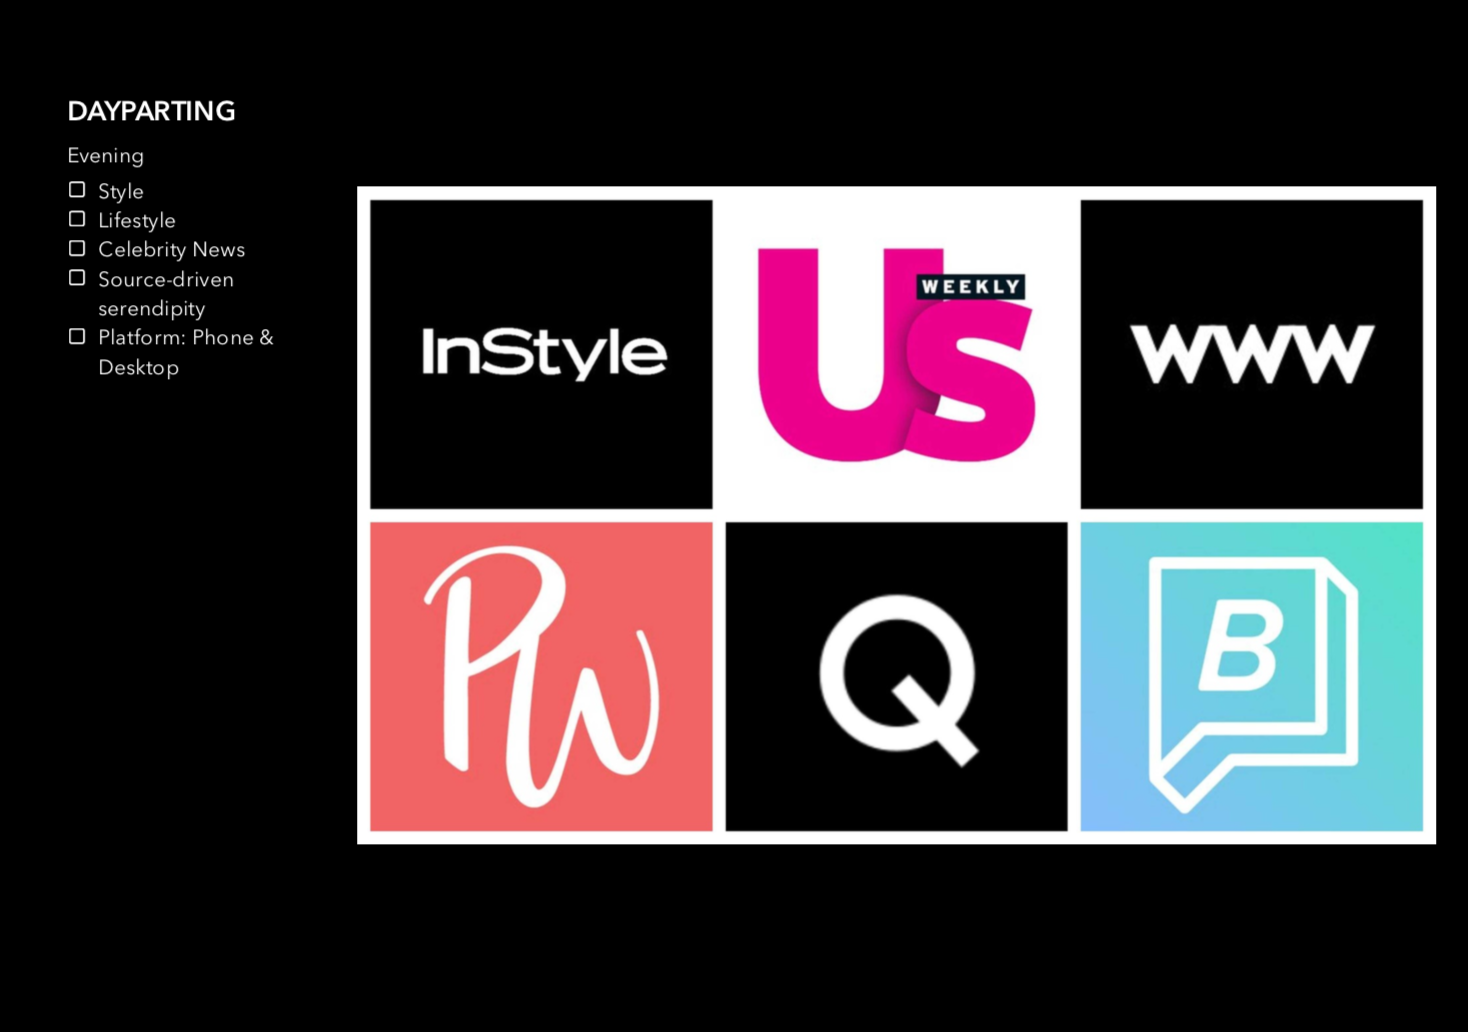 DAYPARTING
Evening
Style
Lifestyle
Celebrity News
Source-driven
serendipity
Platform: Phone &
Desktop
InStyle
Us
WEEKLY
WWW
PW
Q
B